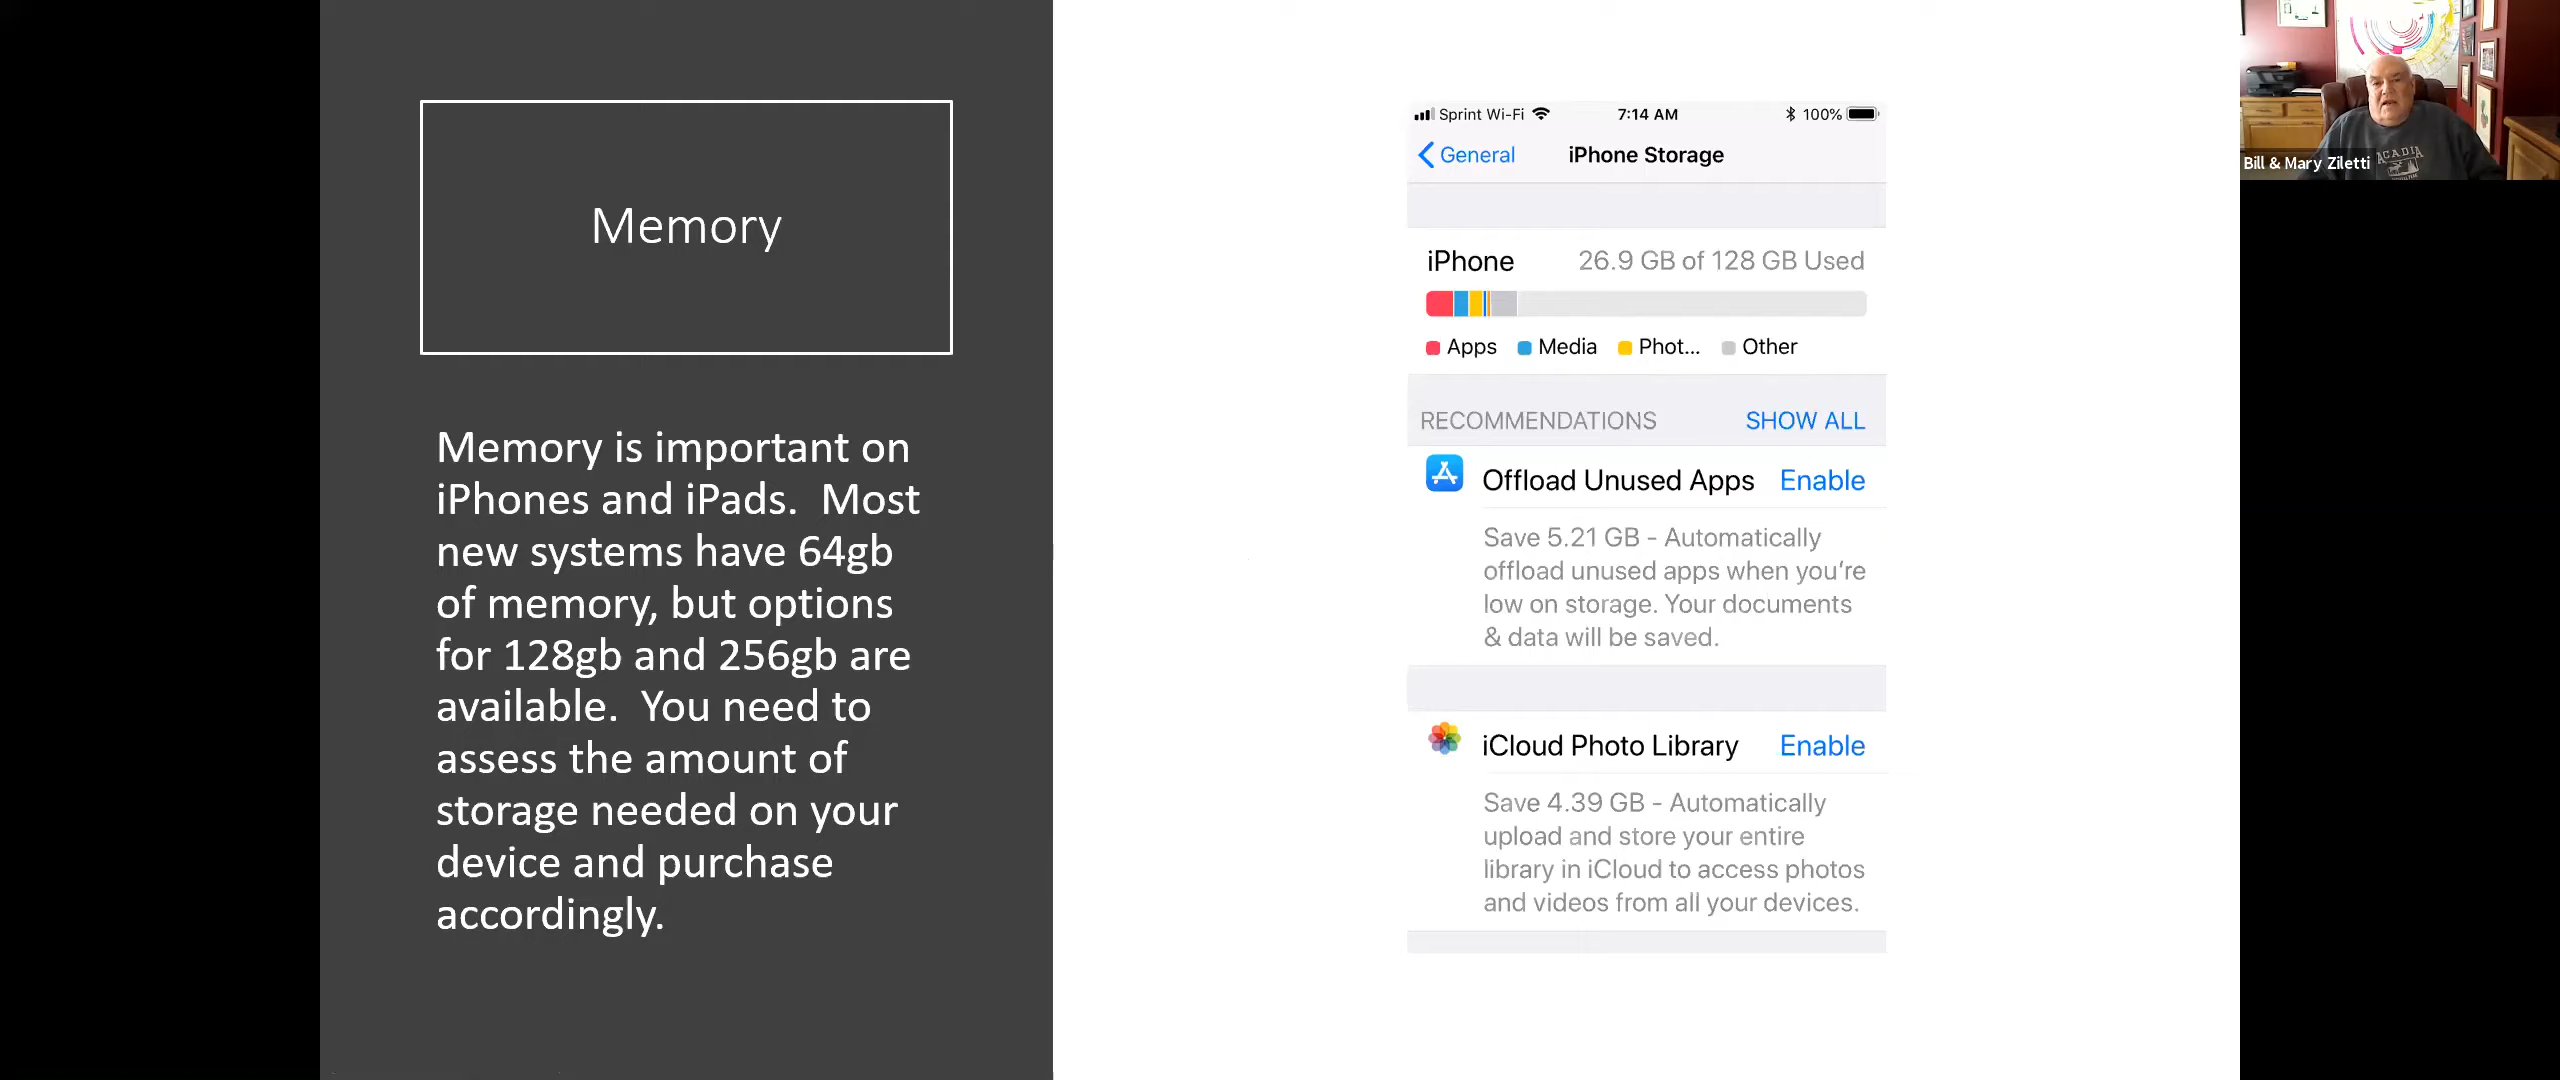 Memory
Memory is important on
iPhones and iPads.  Most
new systems have 64gb
of memory, but options
for 128gb and 256gb are
available.  You need to
assess the amount of
storage needed on your
device and purchase
accordingly.
Sprint Wi-Fi 7:14 AM 100%
General iPhone Storage
iPhone 26.9 GB of 128 GB Used
Apps Media Phot... Other
RECOMMENDATIONS SHOW ALL
Offload Unused Apps Enable
Save 5.21 GB - Automatically
offload unused apps when you're
low on storage. Your documents
& data will be saved.
iCloud Photo Library Enable
Save 4.39 GB - Automatically
upload and store your entire
library in iCloud to access photos
and videos from all your devices.
Bill & Mary Ziletti
ACADIA